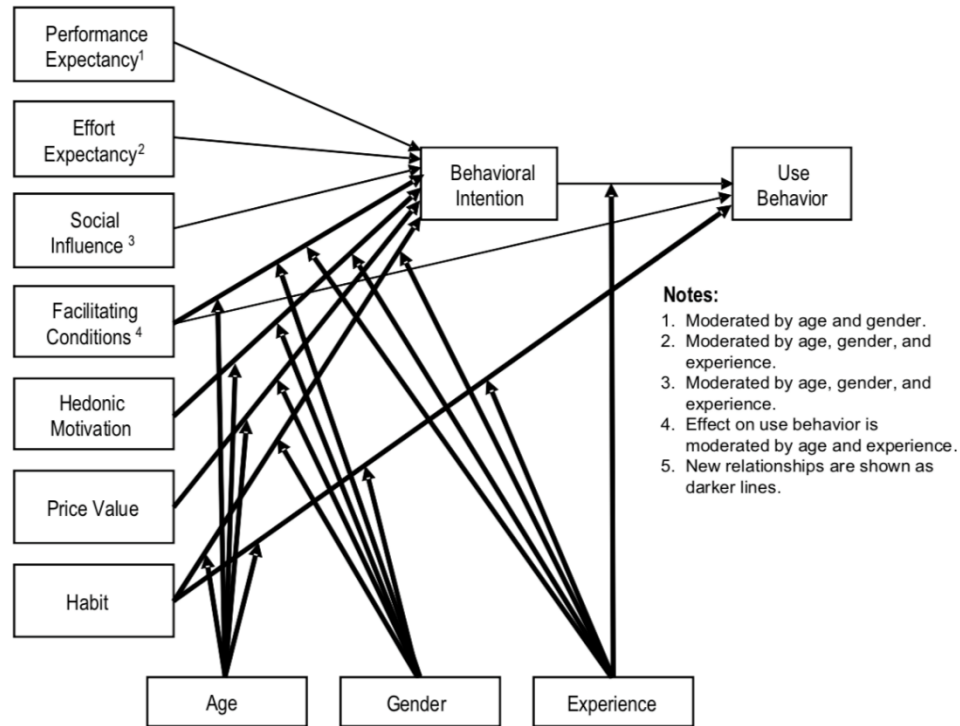 Performance
Expectancy1
Effort
Expectancy2
Social
Influence 3
Facilitating
Conditions 4
Hedonic
Motivation
Price Value
Habit
Behavioral
Intention
Use
Behavior
Notes:
1. Moderated by age and gender.
2. Moderated by age, gender, and
experience.
3. Moderated by age, gender, and
experience.
4. Effect on use behavior is
moderated by age and experience.
5. New relationships are shown as
darker lines.
Age
Gender
Experience